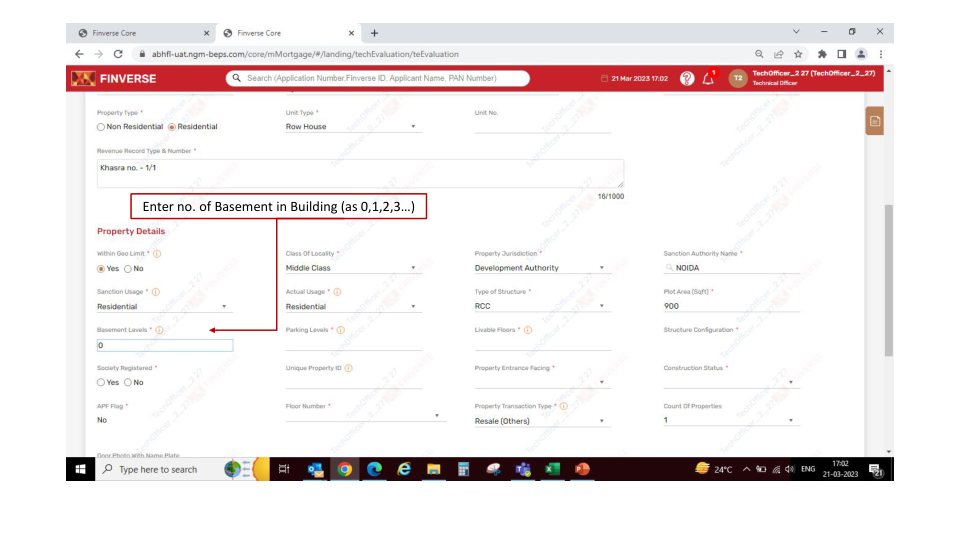 Finverse Core
Finverse Core
abhfl-uat.ngm-beps.com/core/mMortgage/#/landing/techEvaluation/teEvaluation
FINVERSE
Search (Application Number,Finverse ID, Applicant Name, PAN Number)
21 Mar 2023 17:02
1
T2
TechOfficer_2 27 (TechOfficer_2_27)
Technical Officer
Property Type *
Unit Type *
Unit No.
Non Residential Residential
Row House
Revenue Record Type & Number *
Khasra no. - 1/1
16/1000
Enter no. of Basement in Building (as 0,1,2,3…)
Property Details
Within Geo Limit *
Class Of Locality *
Property Jurisdiction *
Sanction Authority Name *
Yes No
Middle Class
Development Authority
NOIDA
Sanction Usage *
Actual Usage *
Type of Structure *
Plot Area (Sqft) *
Residential
Residential
RCC
900
Basement Levels *
Parking Levels *
Livable Floors *
Structure Configuration *
0
Society Registered *
Unique Property ID
Property Entrance Facing *
Construction Status *
Yes No
APF Flag *
Floor Number *
Property Transaction Type *
Count Of Properties
No
Resale (Others)
1
Door Photo With Name Plate
Type here to search
24°C
ENG
17:02
21-03-2023
21